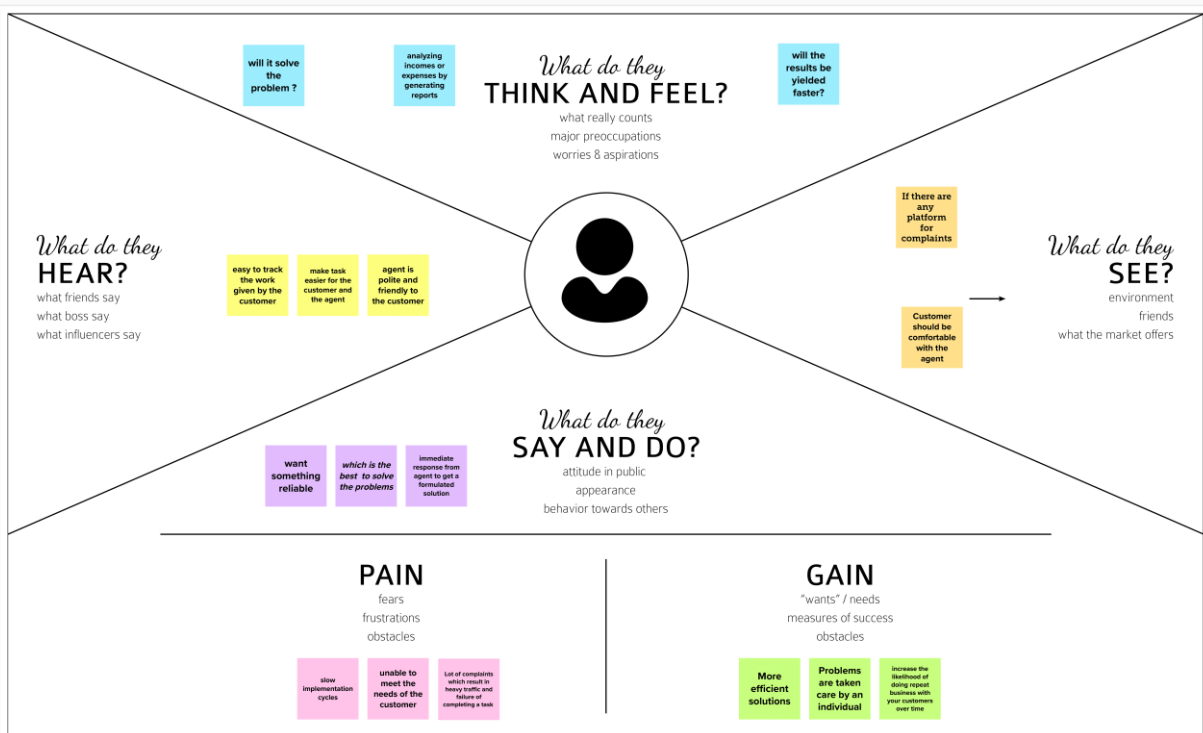 will it solve
the
problem ?
analyzing
incomes or
expenses by
generating
reports
What do they
THINK AND FEEL?
what really counts
major preoccupations
worries & aspirations
will the
results be
yielded
faster?
What do they
HEAR?
what friends say
what boss say
what influencers say
easy to track
the work
given by the
customer
make task
easier for the
customer and
the agent
agent is
polite and
friendly to
the customer
If there are
any
platform
for
complaints
Customer
should be
comfortable
with the
agent
What do they
SEE?
environment
friends
what the market offers
What do they
SAY AND DO?
attitude in public
appearance
behavior towards others
want
something
reliable
which is the
best to solve
the problems
immediate
response from
agent to get a
formulated
solution
PAIN
fears
frustrations
obstacles
slow
implementation
cycles
unable to
meet the
needs of the
customer
Lot of complaints
which result in
heavy traffic and
failure of
completing a task
GAIN
"wants" / needs
measures of success
obstacles
More
efficient
solutions
Problems
are taken
care by an
individual
increase the
likelihood of
doing repeat
business with
your customers
over time